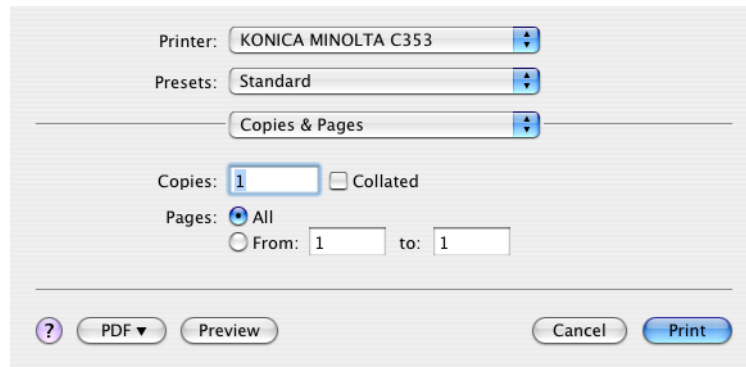 Printer: KONICA MINOLTA C353
Presets: Standard
Copies & Pages
Copies: 1 Collated
Pages: All
From: 1 to: 1
? PDF ▼ Preview Cancel Print